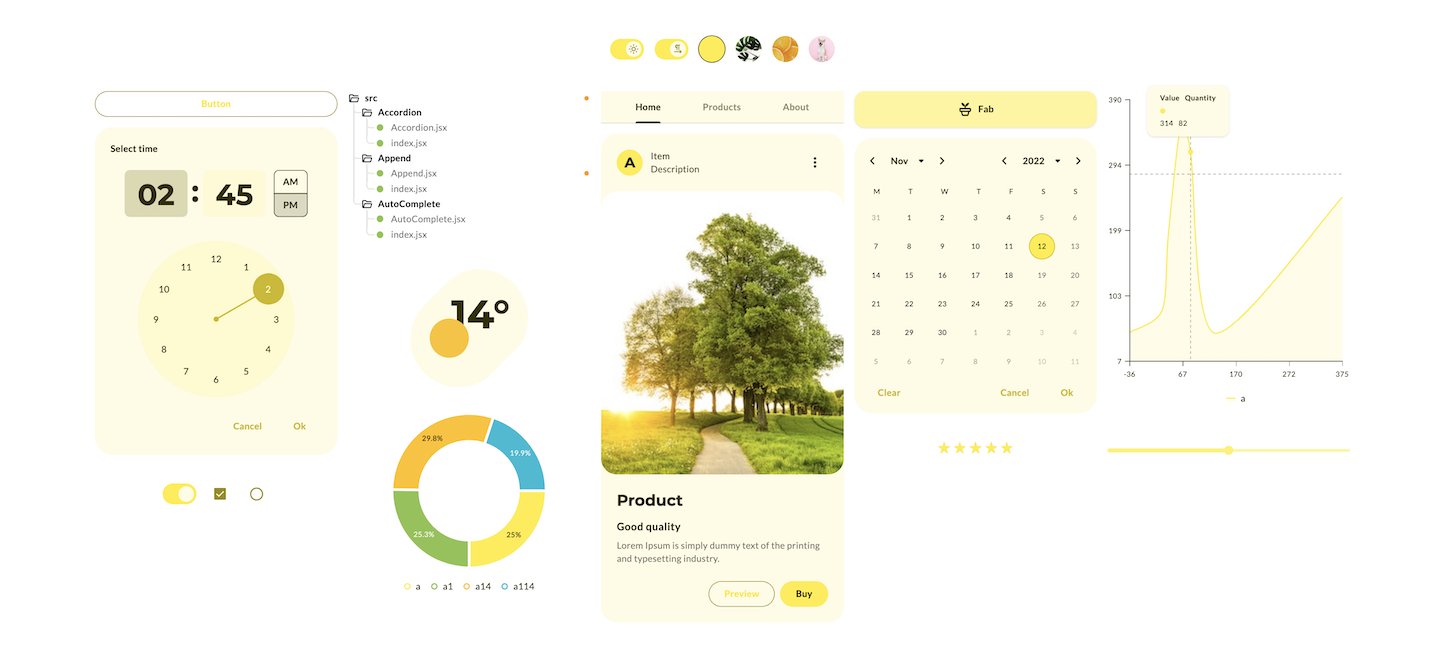 Button
Select time
02 : 45
AM
PM
12
11 1
10 2
9 3
8 4
7 5
6
Cancel Ok
src
Accordion
Accordion.jsx
index.jsx
Append
Append.jsx
index.jsx
AutoComplete
AutoComplete.jsx
index.jsx
14°
29.8%
19.9%
25.3%
25%
a a1 a14 a114
Home Products About
A
Item
Description
Product
Good quality
Lorem Ipsum is simply dummy text of the printing
and typesetting industry.
Preview Buy
Fab
Nov 2022
M T W T F S S
31 1 2 3 4 5 6
7 8 9 10 11 12 13
14 15 16 17 18 19 20
21 22 23 24 25 26 27
28 29 30 1 2 3 4
5 6 7 8 9 10 11
Clear Cancel Ok
Value Quantity
314 82
390
294
199
103
7
-36 67 170 272 375
a